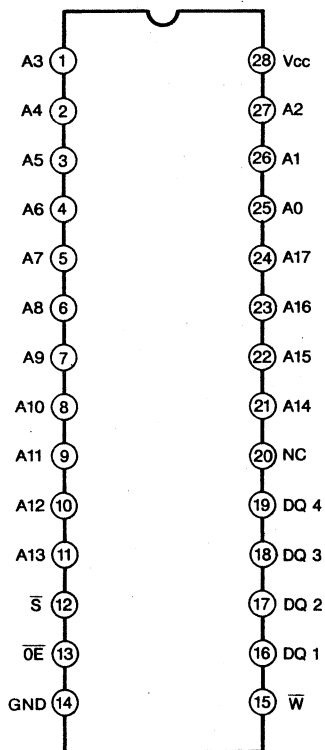 A3 1 28 Vcc
A4 2 27 A2
A5 3 26 A1
A6 4 25 A0
A7 5 24 A17
A8 6 23 A16
A9 7 22 A15
A10 8 21 A14
A11 9 20 NC
A12 10 19 DQ 4
A13 11 18 DQ 3
S̅ 12 17 DQ 2
O̅E̅ 13 16 DQ 1
GND 14 15 W̅